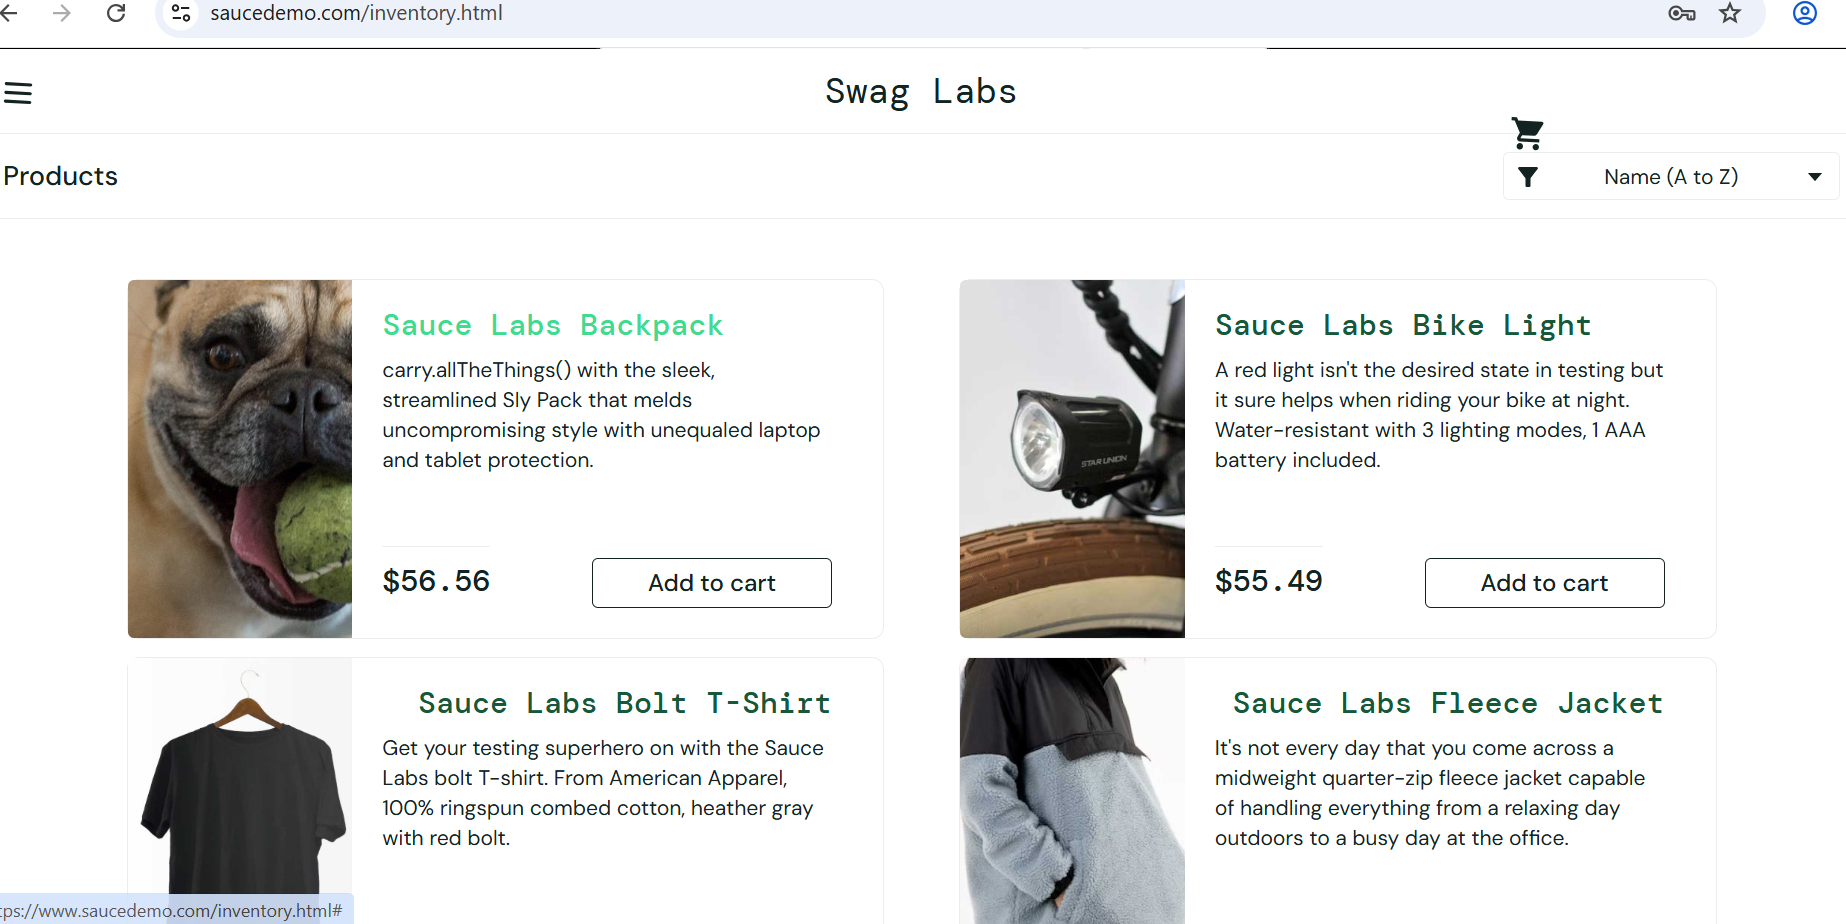 saucedemo.com/inventory.html
Swag Labs
Products
Name (A to Z)
Sauce Labs Backpack
carry.allTheThings() with the sleek,
streamlined Sly Pack that melds
uncompromising style with unequaled laptop
and tablet protection.
$56.56
Add to cart
Sauce Labs Bike Light
A red light isn't the desired state in testing but
it sure helps when riding your bike at night.
Water-resistant with 3 lighting modes, 1 AAA
battery included.
STAR UNION
$55.49
Add to cart
Sauce Labs Bolt T-Shirt
Get your testing superhero on with the Sauce
Labs bolt T-shirt. From American Apparel,
100% ringspun combed cotton, heather gray
with red bolt.
Sauce Labs Fleece Jacket
It's not every day that you come across a
midweight quarter-zip fleece jacket capable
of handling everything from a relaxing day
outdoors to a busy day at the office.
tps://www.saucedemo.com/inventory.html#